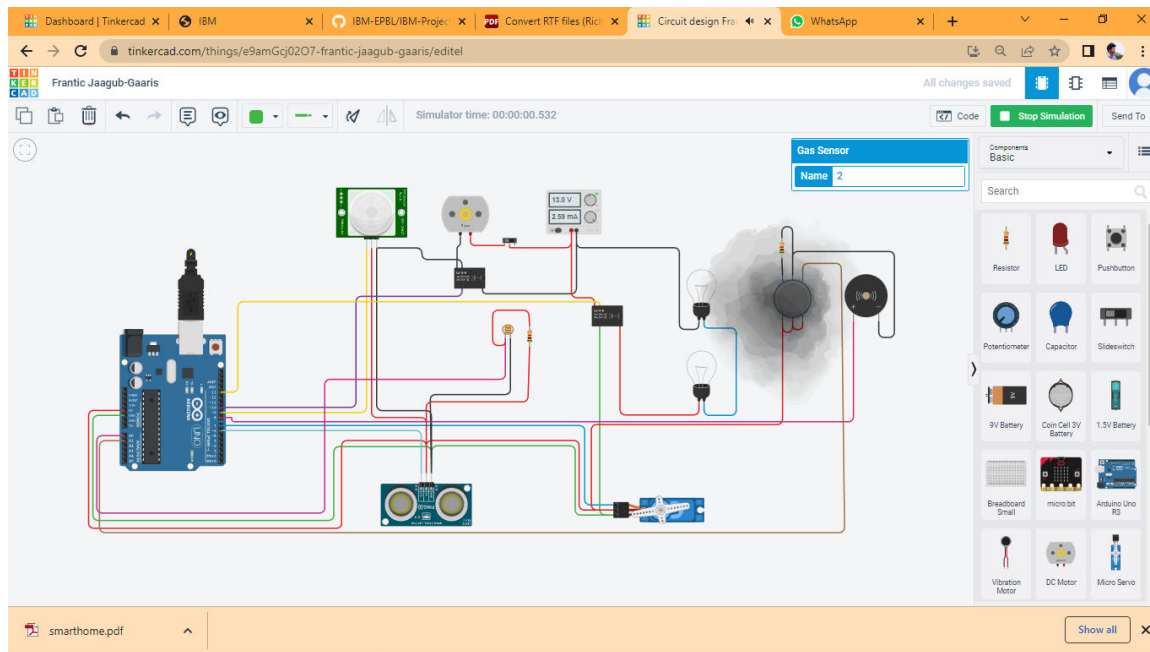 Dashboard | Tinkercad
IBM
IBM-EPBL/IBM-Project
Convert RTF files (Rich
Circuit design Fra
WhatsApp
tinkercad.com/things/e9amGcj02O7-frantic-jaagub-gaaris/editel
TIN
KER
CAD
Frantic Jaagub-Gaaris
All changes saved
Simulator time: 00:00:00.532
Code
Stop Simulation
Send To
Gas Sensor
Name 2
Components
Basic
Search
13.0 V
2.59 mA
Resistor
LED
Pushbutton
Potentiometer
Capacitor
Slideswitch
9V Battery
Coin Cell 3V
Battery
1.5V Battery
Breadboard
Small
micro:bit
Arduino Uno
R3
Vibration
Motor
DC Motor
Micro Servo
ARDUINO
UNO
smarthome.pdf
Show all